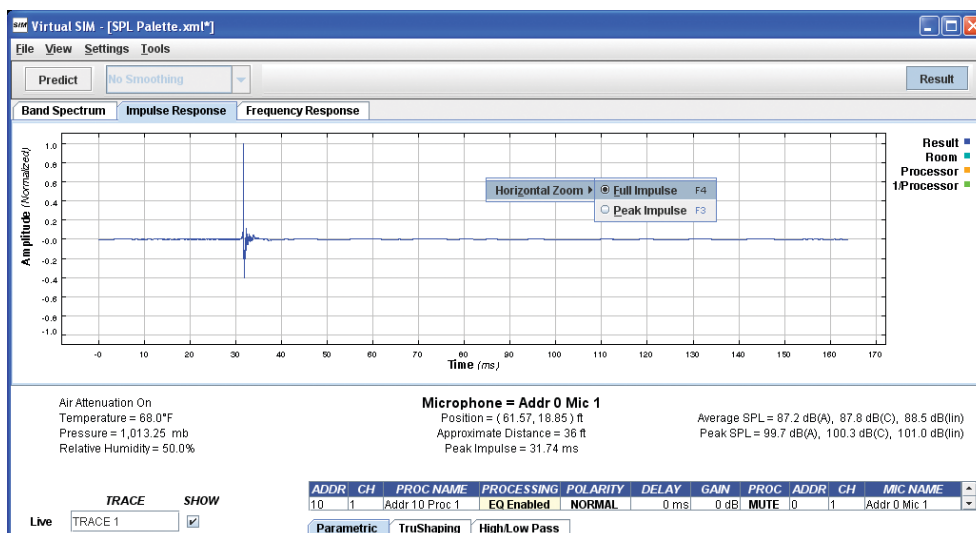 Virtual SIM - [SPL Palette.xml*]
File View Settings Tools
Predict No Smoothing Result
Band Spectrum Impulse Response Frequency Response
Amplitude (Normalized)
1.0
0.8
0.6
0.4
0.2
-0.0
-0.2
-0.4
-0.6
-0.8
-1.0
Result
Room
Processor
1/Processor
Horizontal Zoom Full Impulse F4
Peak Impulse F3
-0 10 20 30 40 50 60 70 80 90 100 110 120 130 140 150 160 170
Time (ms)
Air Attenuation On
Temperature = 68.0°F
Pressure = 1,013.25 mb
Relative Humidity = 50.0%
Microphone = Addr 0 Mic 1
Position = ( 61.57, 18.85 ) ft
Approximate Distance = 36 ft
Peak Impulse = 31.74 ms
Average SPL = 87.2 dB(A), 87.8 dB(C), 88.5 dB(lin)
Peak SPL = 99.7 dB(A), 100.3 dB(C), 101.0 dB(lin)
TRACE SHOW
Live TRACE 1
ADDR CH PROC NAME PROCESSING POLARITY DELAY GAIN PROC ADDR CH MIC NAME
10 1 Addr 10 Proc 1 EQ Enabled NORMAL 0 ms 0 dB MUTE 0 1 Addr 0 Mic 1
Parametric TruShaping High/Low Pass